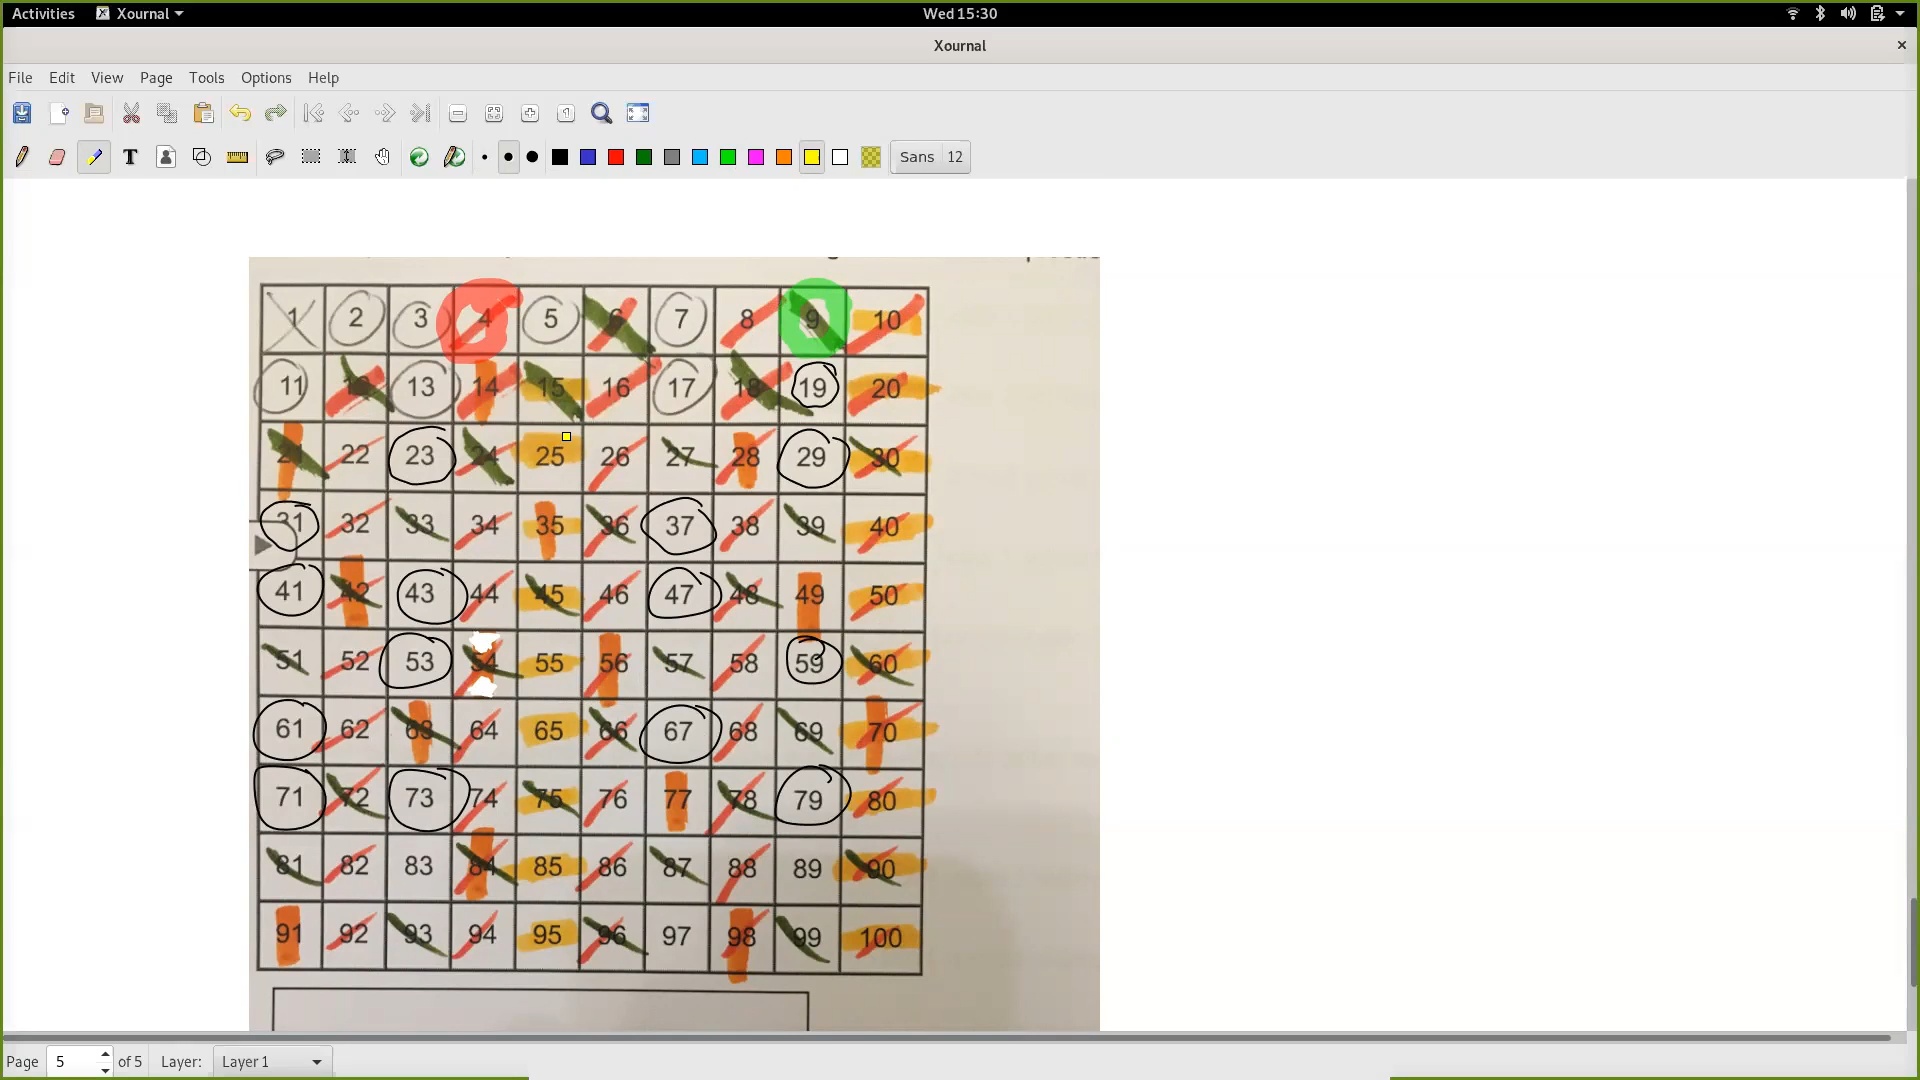 Activities Xournal Wed 15:30
Xournal
File Edit View Page Tools Options Help
Sans 12
1 2 3 4 5 6 7 8 9 10
11 12 13 14 15 16 17 18 19 20
21 22 23 24 25 26 27 28 29 30
31 32 33 34 35 36 37 38 39 40
41 42 43 44 45 46 47 48 49 50
51 52 53 54 55 56 57 58 59 60
61 62 63 64 65 66 67 68 69 70
71 72 73 74 75 76 77 78 79 80
81 82 83 84 85 86 87 88 89 90
91 92 93 94 95 96 97 98 99 100
Page 5 of 5 Layer: Layer 1